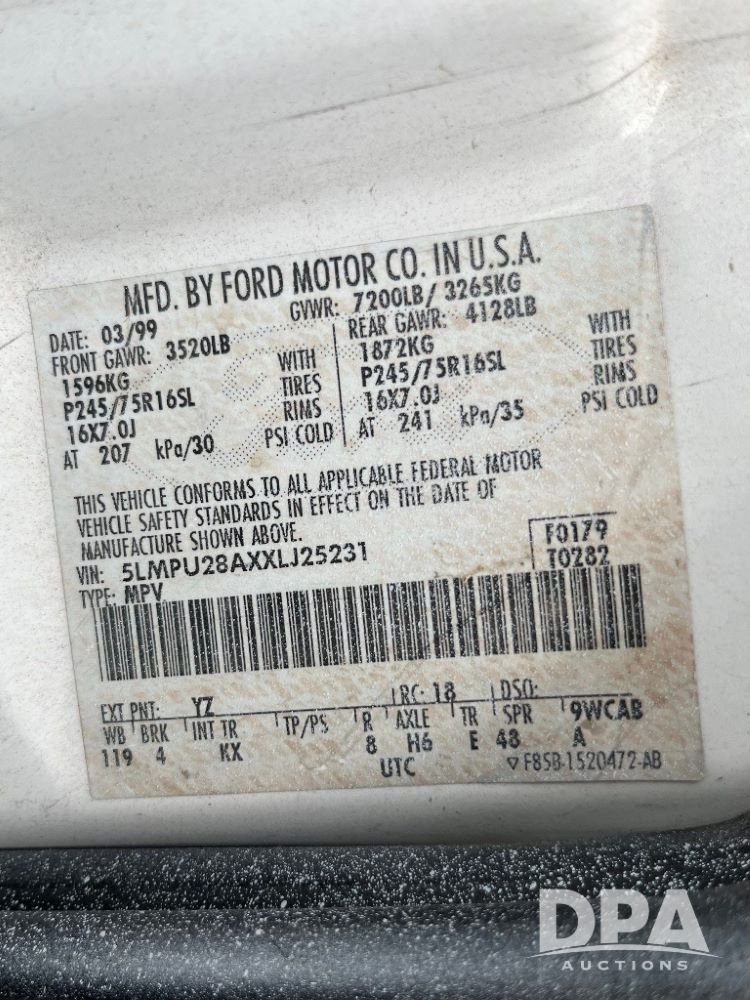 MFD. BY FORD MOTOR CO. IN U.S.A.
DATE: 03/99 GVWR: 7200LB/ 3265KG
FRONT GAWR: 3520LB REAR GAWR: 4128LB
1596KG WITH 1872KG WITH
P245/75R16SL TIRES P245/75R16SL TIRES
16X7.0J RIMS 16X7.0J RIMS
AT 207 kPa/30 PSI COLD AT 241 kPa/35 PSI COLD
THIS VEHICLE CONFORMS TO ALL APPLICABLE FEDERAL MOTOR
VEHICLE SAFETY STANDARDS IN EFFECT ON THE DATE OF
MANUFACTURE SHOWN ABOVE.
F0179
VIN: 5LMPU28AXXLJ25231
T0282
TYPE: MPV
EXT PNT: YZ RC: 18 DSO:
WB BRK INT TR TP/PS R AXLE TR SPR 9WCAB
119 4 KX 8 H6 E 48 A
UTC ▽F85B-1520472-AB
DPA
AUCTIONS